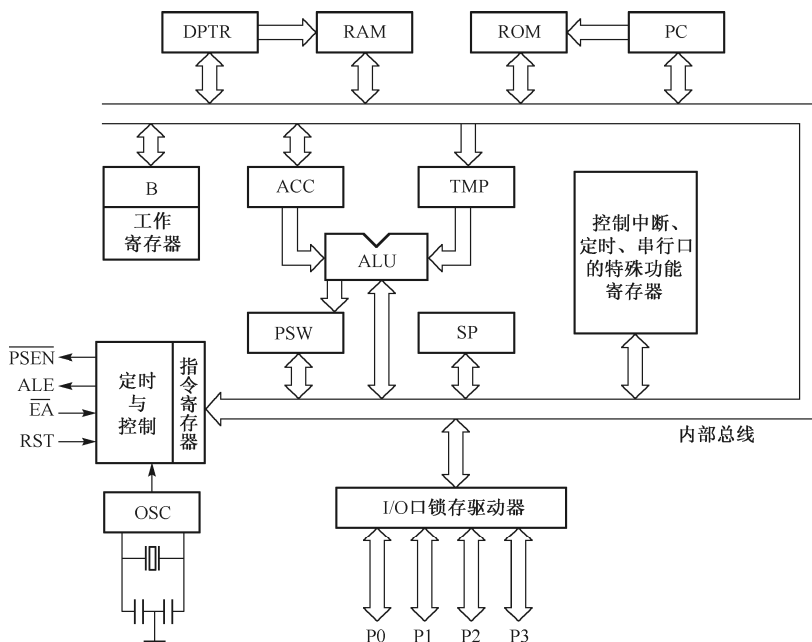 DPTR
RAM
ROM
PC
B
工作
寄存器
ACC
TMP
ALU
控制中断、
定时、串行口
的特殊功能
寄存器
PSW
SP
PSEN
ALE
EA
RST
定时
与
控制
指令寄存器
内部总线
OSC
I/O口锁存驱动器
P0
P1
P2
P3